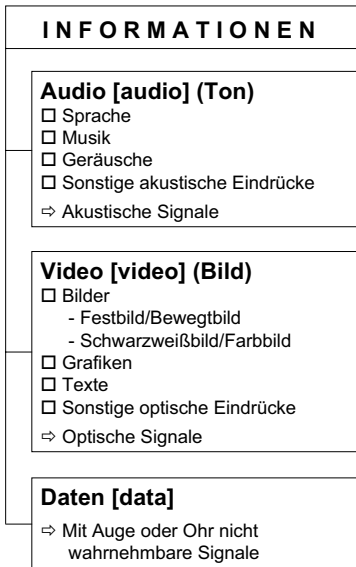 INFORMATIONEN
Audio [audio] (Ton)
☐ Sprache
☐ Musik
☐ Geräusche
☐ Sonstige akustische Eindrücke
⇨ Akustische Signale
Video [video] (Bild)
☐ Bilder
- Festbild/Bewegtbild
- Schwarzweißbild/Farbbild
☐ Grafiken
☐ Texte
☐ Sonstige optische Eindrücke
⇨ Optische Signale
Daten [data]
⇨ Mit Auge oder Ohr nicht
wahrnehmbare Signale